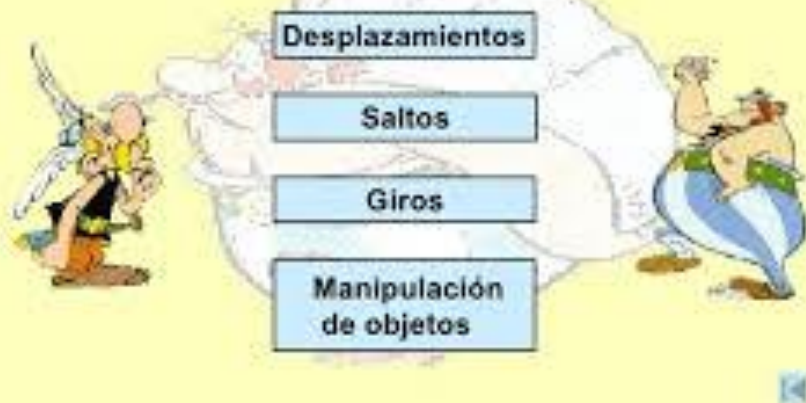 Desplazamientos
Saltos
Giros
Manipulación
de objetos